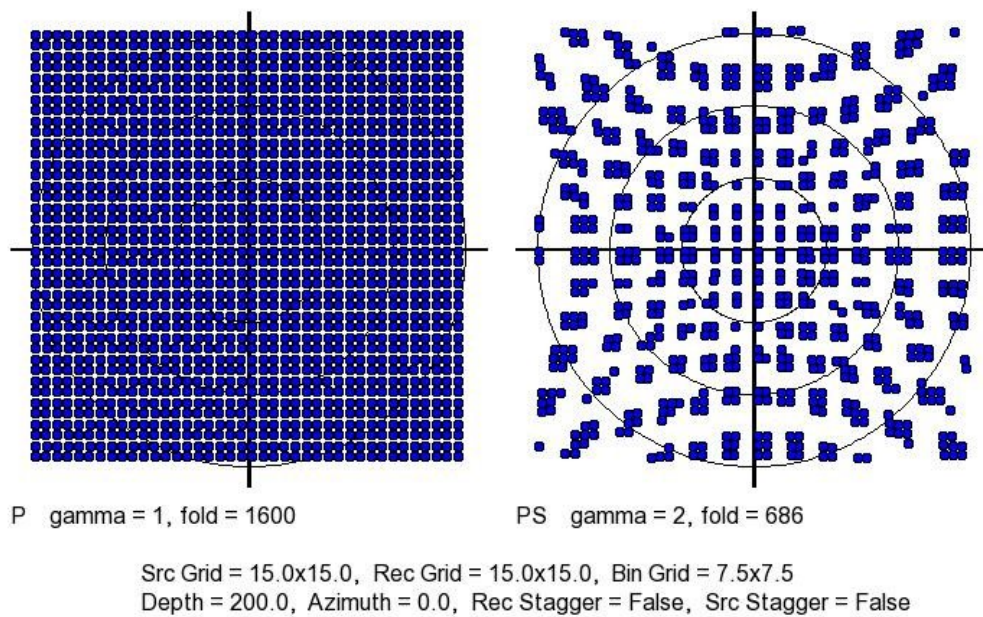 P gamma = 1, fold = 1600
PS gamma = 2, fold = 686
Src Grid = 15.0x15.0, Rec Grid = 15.0x15.0, Bin Grid = 7.5x7.5
Depth = 200.0, Azimuth = 0.0, Rec Stagger = False, Src Stagger = False